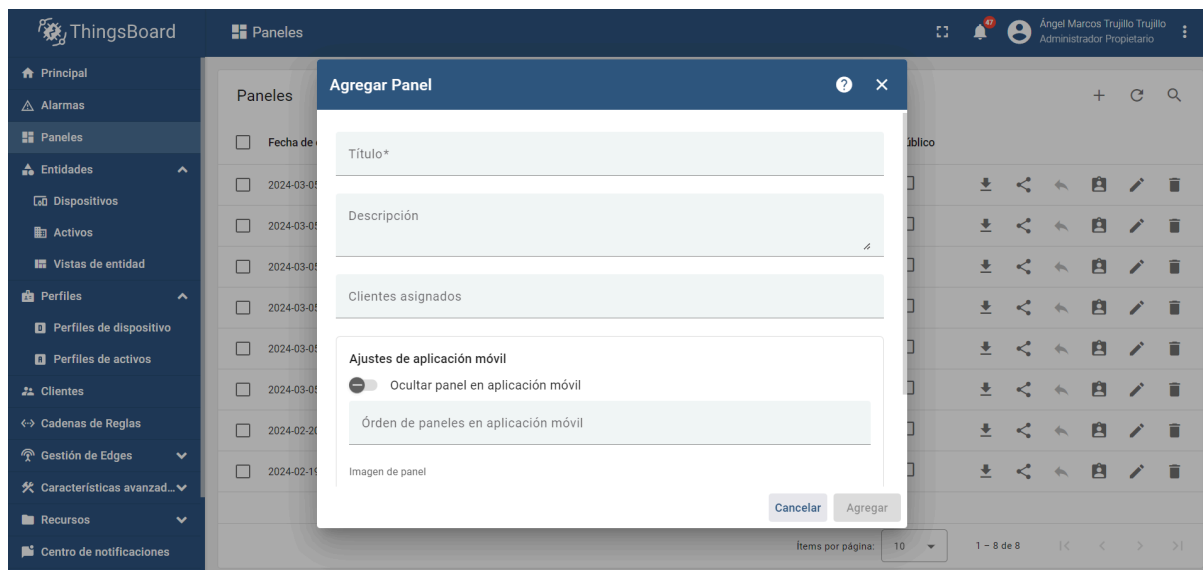 ThingsBoard
Paneles
47
Ángel Marcos Trujillo Trujillo
Administrador Propietario
Principal
Alarmas
Paneles
Entidades
Dispositivos
Activos
Vistas de entidad
Perfiles
Perfiles de dispositivo
Perfiles de activos
Clientes
Cadenas de Reglas
Gestión de Edges
Características avanzad...
Recursos
Centro de notificaciones
Paneles
Fecha de
2024-03-05
2024-03-05
2024-03-05
2024-03-05
2024-03-05
2024-03-05
2024-02-20
2024-02-19
Agregar Panel
Título*
Descripción
Clientes asignados
Ajustes de aplicación móvil
Ocultar panel en aplicación móvil
Órden de paneles en aplicación móvil
Imagen de panel
Cancelar Agregar
Ítems por página: 10 1 – 8 de 8